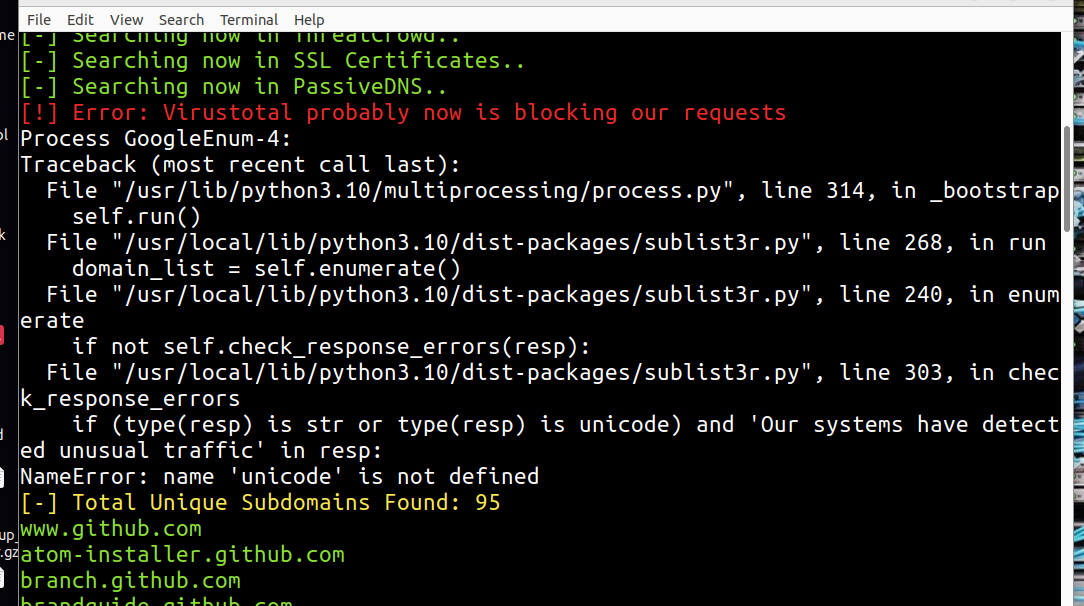 File Edit View Search Terminal Help
[-] Searching now in ThreatCrowd..
[-] Searching now in SSL Certificates..
[-] Searching now in PassiveDNS..
[!] Error: Virustotal probably now is blocking our requests
Process GoogleEnum-4:
Traceback (most recent call last):
  File "/usr/lib/python3.10/multiprocessing/process.py", line 314, in _bootstrap
    self.run()
  File "/usr/local/lib/python3.10/dist-packages/sublist3r.py", line 268, in run
    domain_list = self.enumerate()
  File "/usr/local/lib/python3.10/dist-packages/sublist3r.py", line 240, in enum
erate
    if not self.check_response_errors(resp):
  File "/usr/local/lib/python3.10/dist-packages/sublist3r.py", line 303, in chec
k_response_errors
    if (type(resp) is str or type(resp) is unicode) and 'Our systems have detect
ed unusual traffic' in resp:
NameError: name 'unicode' is not defined
[-] Total Unique Subdomains Found: 95
www.github.com
atom-installer.github.com
branch.github.com
brandguide.github.com